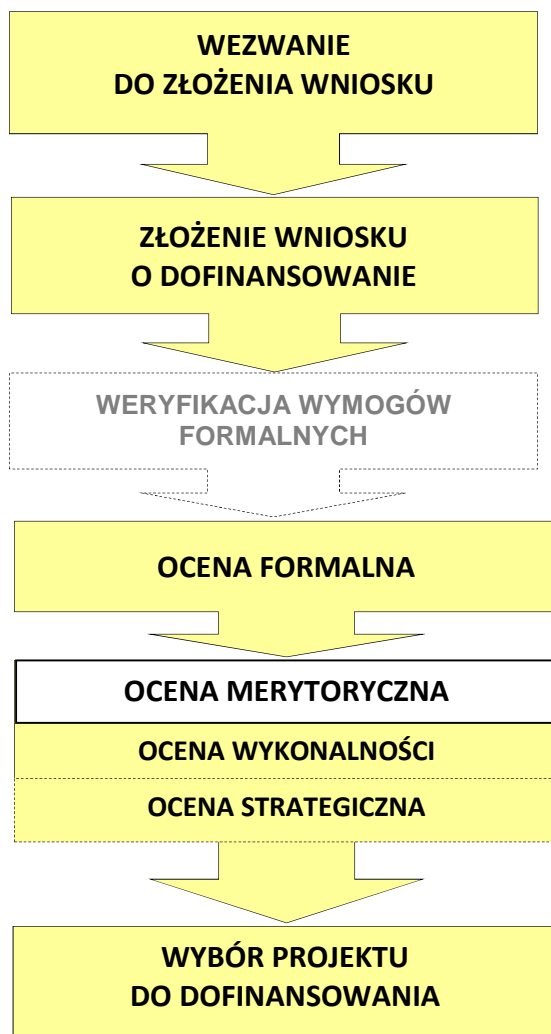 WEZWANIE
DO ZŁOŻENIA WNIOSKU
ZŁOŻENIE WNIOSKU
O DOFINANSOWANIE
WERYFIKACJA WYMOGÓW
FORMALNYCH
OCENA FORMALNA
OCENA MERYTORYCZNA
OCENA WYKONALNOŚCI
OCENA STRATEGICZNA
WYBÓR PROJEKTU
DO DOFINANSOWANIA